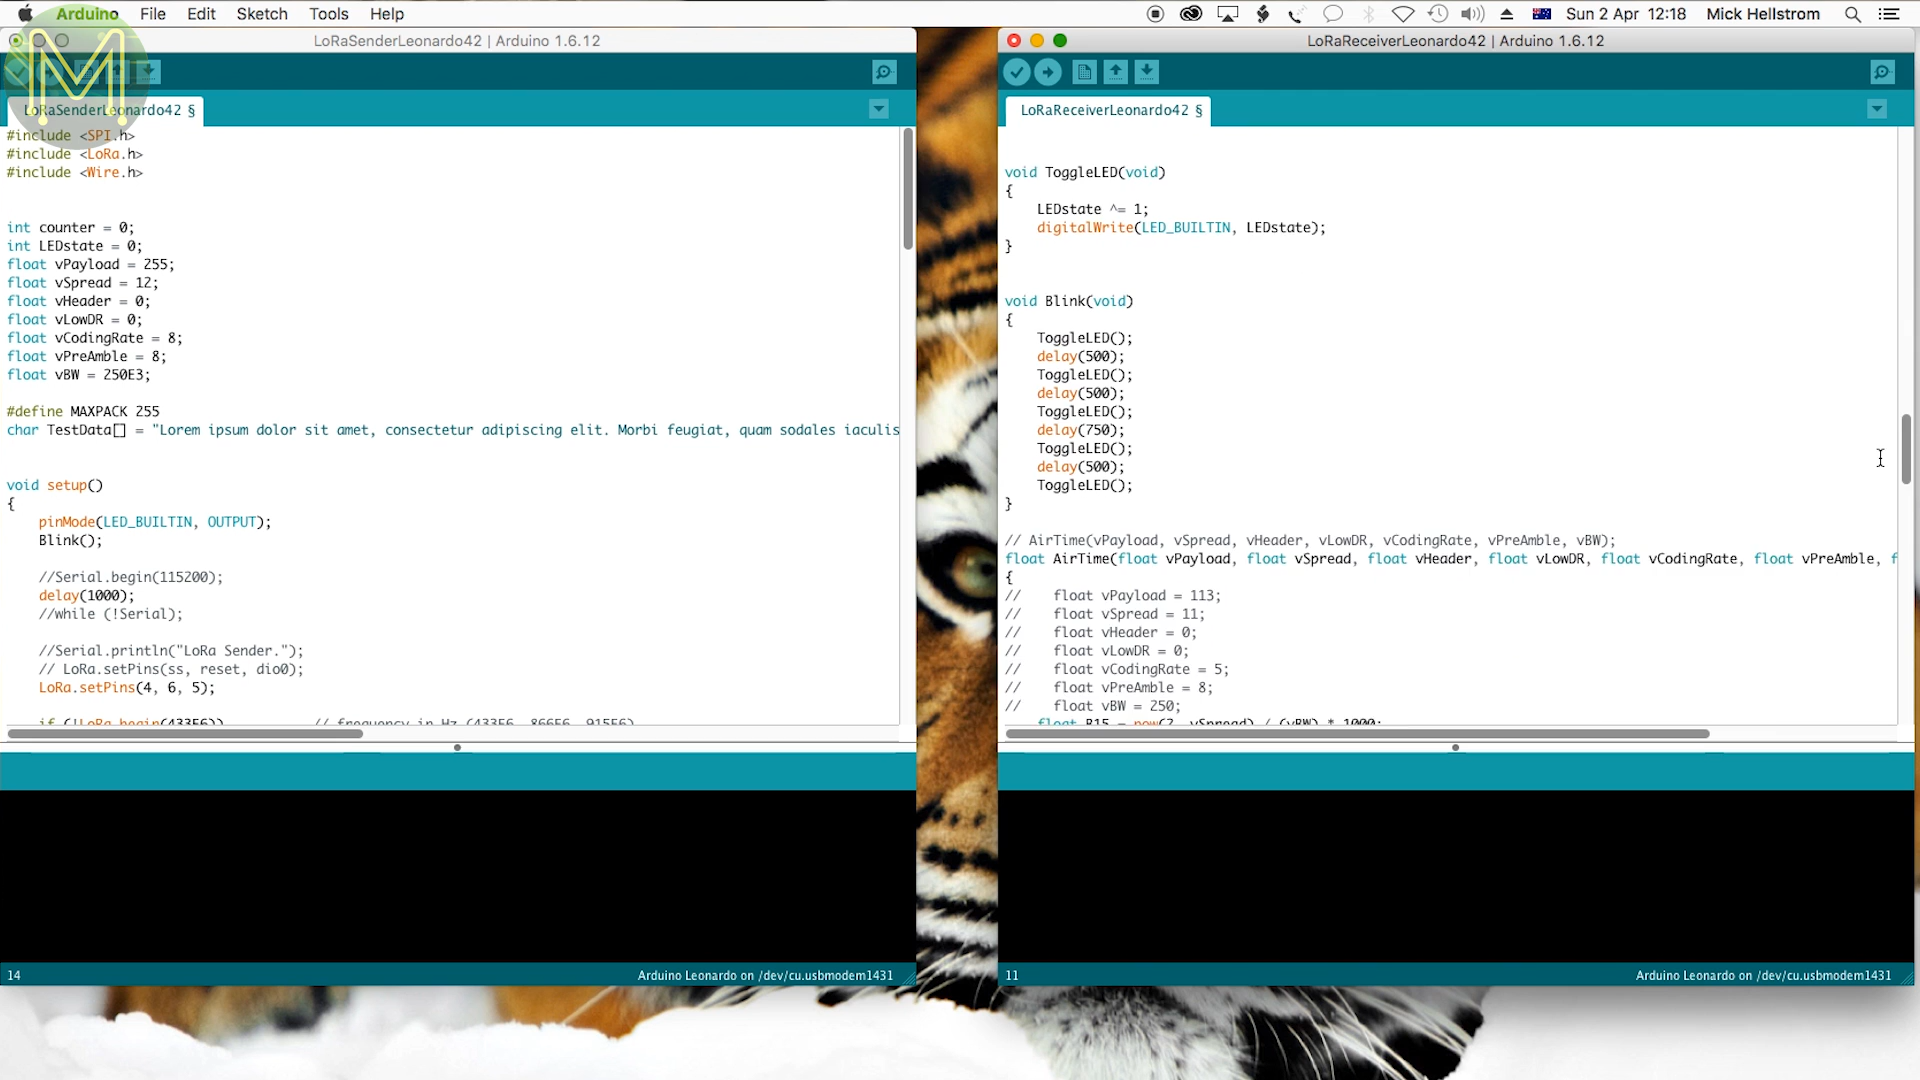 Arduino File Edit Sketch Tools Help
Sun 2 Apr 12:18 Mick Hellstrom
LoRaSenderLeonardo42 | Arduino 1.6.12
M
LoRaSenderLeonardo42 §
#include <SPI.h>
#include <LoRa.h>
#include <Wire.h>
int counter = 0;
int LEDstate = 0;
float vPayload = 255;
float vSpread = 12;
float vHeader = 0;
float vLowDR = 0;
float vCodingRate = 8;
float vPreAmble = 8;
float vBW = 250E3;
#define MAXPACK 255
char TestData[] = "Lorem ipsum dolor sit amet, consectetur adipiscing elit. Morbi feugiat, quam sodales iaculis
void setup()
{
pinMode(LED_BUILTIN, OUTPUT);
Blink();
//Serial.begin(115200);
delay(1000);
//while (!Serial);
//Serial.println("LoRa Sender.");
// LoRa.setPins(ss, reset, dio0);
LoRa.setPins(4, 6, 5);
if (!LoRa.begin(433E6)) // frequency in Hz (433E6, 866E6, 915E6)
14
Arduino Leonardo on /dev/cu.usbmodem1431
LoRaReceiverLeonardo42 | Arduino 1.6.12
LoRaReceiverLeonardo42 §
void ToggleLED(void)
{
LEDstate ^= 1;
digitalWrite(LED_BUILTIN, LEDstate);
}
void Blink(void)
{
ToggleLED();
delay(500);
ToggleLED();
delay(500);
ToggleLED();
delay(750);
ToggleLED();
delay(500);
ToggleLED();
}
// AirTime(vPayload, vSpread, vHeader, vLowDR, vCodingRate, vPreAmble, vBW);
float AirTime(float vPayload, float vSpread, float vHeader, float vLowDR, float vCodingRate, float vPreAmble, f
{
// float vPayload = 113;
// float vSpread = 11;
// float vHeader = 0;
// float vLowDR = 0;
// float vCodingRate = 5;
// float vPreAmble = 8;
// float vBW = 250;
float B15 = pow(2, vSpread) / (vBW) * 1000;
11
Arduino Leonardo on /dev/cu.usbmodem1431